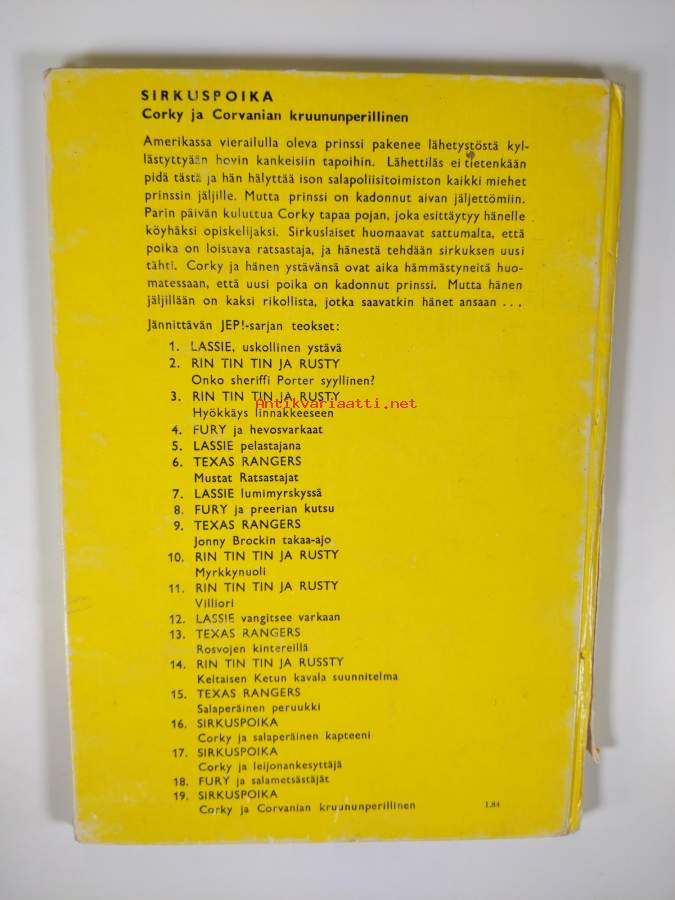 SIRKUSPOIKA
Corky ja Corvanian kruununperillinen
Amerikassa vierailulla oleva prinssi pakenee lähetystöstä kyl-
lästyttyään hovin kankeisiin tapoihin. Lähettiläs ei tietenkään
pidä tästä ja hän hälyttää ison salapoliisitoimiston kaikki miehet
prinssin jäljille. Mutta prinssi on kadonnut aivan jäljettömiin.
Parin päivän kuluttua Corky tapaa pojan, joka esittäytyy hänelle
köyhäksi opiskelijaksi. Sirkuslaiset huomaavat sattumalta, että
poika on loistava ratsastaja, ja hänestä tehdään sirkuksen uusi
tähti. Corky ja hänen ystävänsä ovat aika hämmästyneitä huo-
matessaan, että uusi poika on kadonnut prinssi. Mutta hänen
jäljillään on kaksi rikollista, jotka saavatkin hänet ansaan ...
Jännittävän JEP!-sarjan teokset:
1. LASSIE, uskollinen ystävä
2. RIN TIN TIN JA RUSTY
Onko sheriffi Porter syyllinen?
3. RIN TIN TIN JA RUSTY
Antikvariaatti.net
Hyökkäys linnakkeeseen
4. FURY ja hevosvarkaat
5. LASSIE pelastajana
6. TEXAS RANGERS
Mustat Ratsastajat
7. LASSIE lumimyrskyssä
8. FURY ja preerian kutsu
9. TEXAS RANGERS
Jonny Brockin takaa-ajo
10. RIN TIN TIN JA RUSTY
Myrkkynuoli
11. RIN TIN TIN JA RUSTY
Villiori
12. LASSIE vangitsee varkaan
13. TEXAS RANGERS
Rosvojen kintereillä
14. RIN TIN TIN JA RUSSTY
Keltaisen Ketun kavala suunnitelma
15. TEXAS RANGERS
Salaperäinen peruukki
16. SIRKUSPOIKA
Corky ja salaperäinen kapteeni
17. SIRKUSPOIKA
Corky ja leijonankesyttäjä
18. FURY ja salametsästäjät
19. SIRKUSPOIKA
Corky ja Corvanian kruununperillinen 1.84